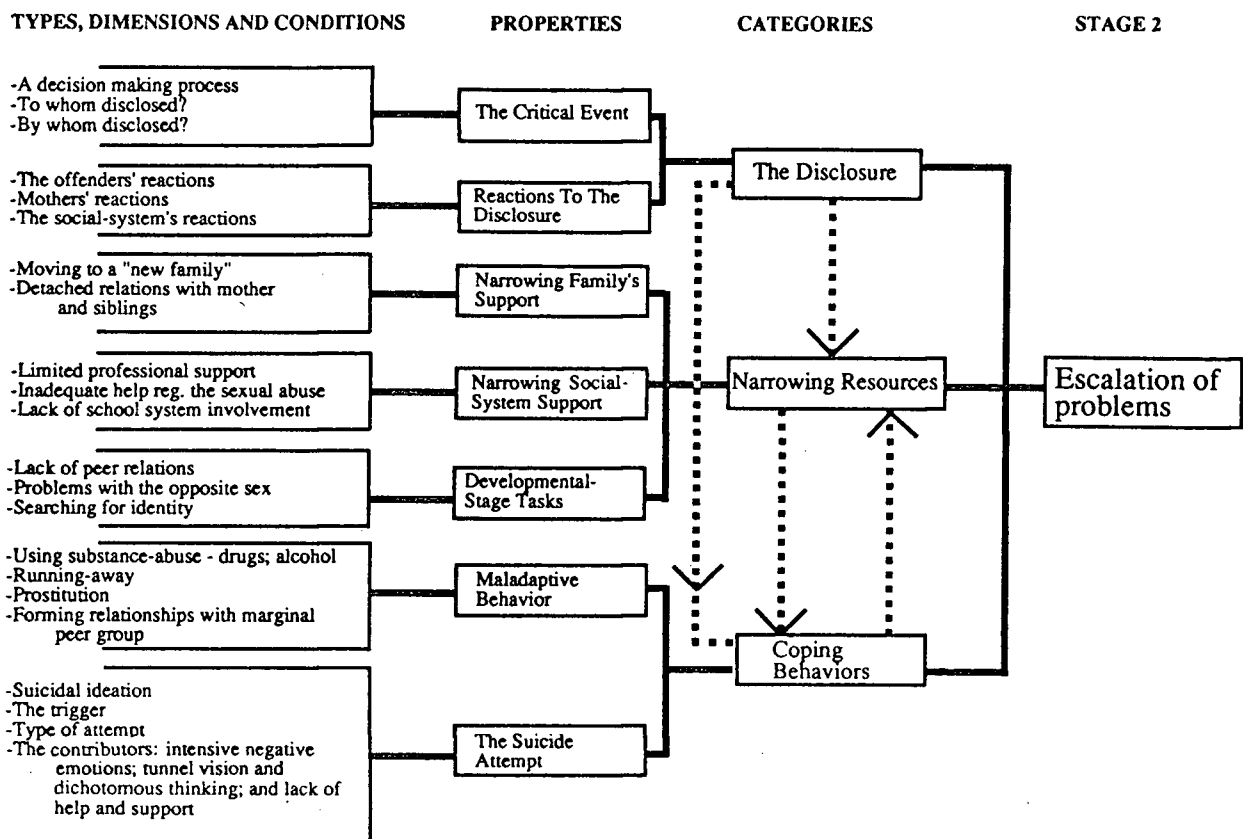 TYPES, DIMENSIONS AND CONDITIONS
PROPERTIES
CATEGORIES
STAGE 2
-A decision making process
-To whom disclosed?
-By whom disclosed?
The Critical Event
-The offenders' reactions
-Mothers' reactions
-The social-system's reactions
Reactions To The
Disclosure
The Disclosure
-Moving to a "new family"
-Detached relations with mother
and siblings
Narrowing Family's
Support
-Limited professional support
-Inadequate help reg. the sexual abuse
-Lack of school system involvement
Narrowing Social-
System Support
Narrowing Resources
Escalation of
problems
-Lack of peer relations
-Problems with the opposite sex
-Searching for identity
Developmental-
Stage Tasks
-Using substance-abuse - drugs; alcohol
-Running-away
-Prostitution
-Forming relationships with marginal
peer group
Maladaptive
Behavior
Coping
Behaviors
-Suicidal ideation
-The trigger
-Type of attempt
-The contributors: intensive negative
emotions; tunnel vision and
dichotomous thinking; and lack of
help and support
The Suicide
Attempt